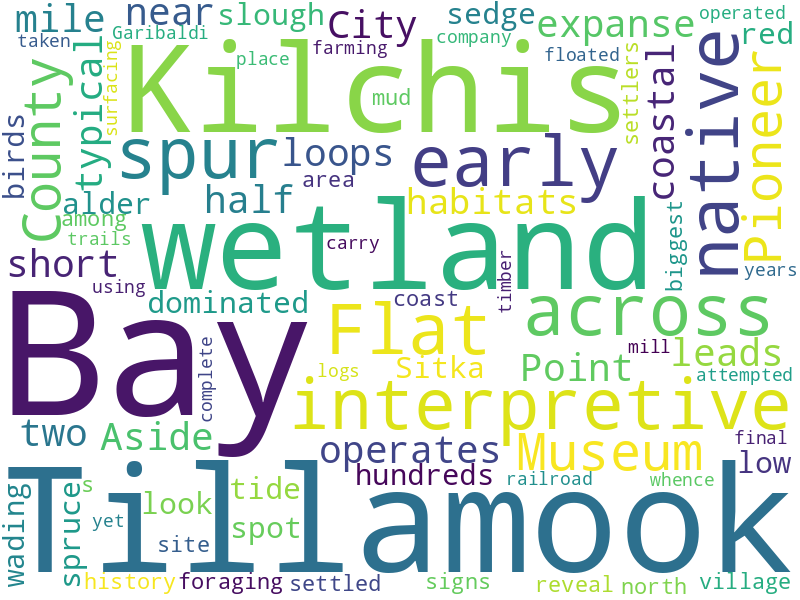 mile
near
slough
City
sedge
expanse
operated
red
taken
Garibaldi
farming
company
floated
place
surfacing
Kilchis
mud
settlers
coastal
native
Pioneer
County
typical
birds
spur
loops
early
area
half
habitats
alder
among
trails
wetland
carry
biggest
years
short
using
dominated
coast
timber
across
Bay
Flat
complete
mill
leads
Point
Sitka
logs
attempted
interpretive
two
Aside
operates
Museum
final
low
hundreds
railroad
whence
Tillamook
wading
spruce
s
look
tide
yet
spot
site
history
foraging
settled
signs
reveal
north
village